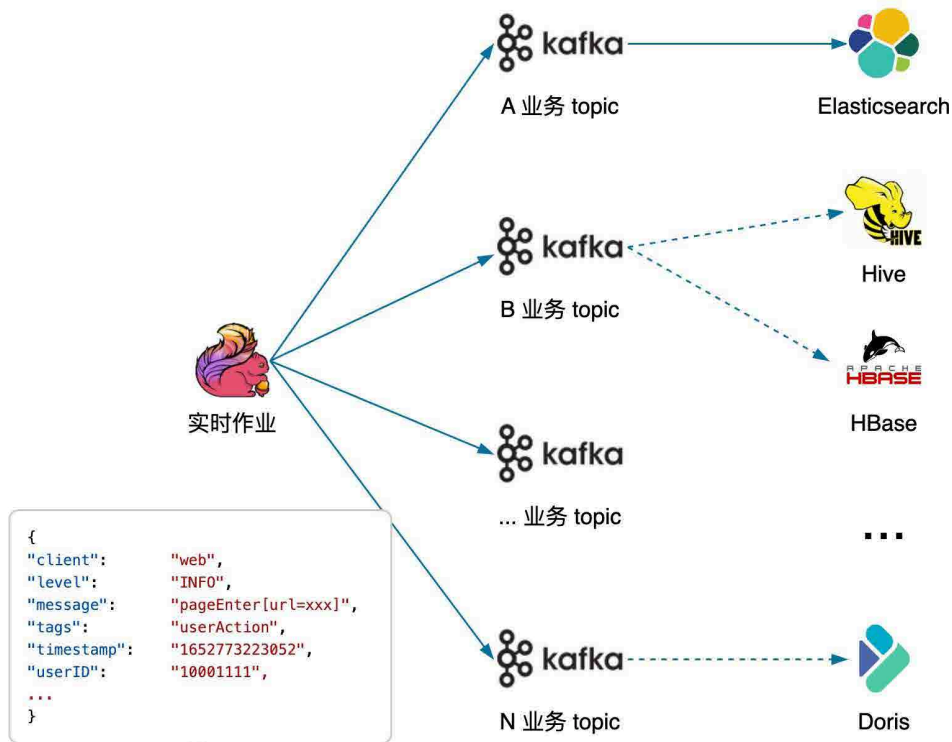 kafka
A 业务 topic
Elasticsearch
HIVE
Hive
kafka
B 业务 topic
APACHE
HBASE
HBase
实时作业
kafka
... 业务 topic
...
{
"client": "web",
"level": "INFO",
"message": "pageEnter[url=xxx]",
"tags": "userAction",
"timestamp": "1652773223052",
"userID": "10001111",
...
}
kafka
N 业务 topic
Doris